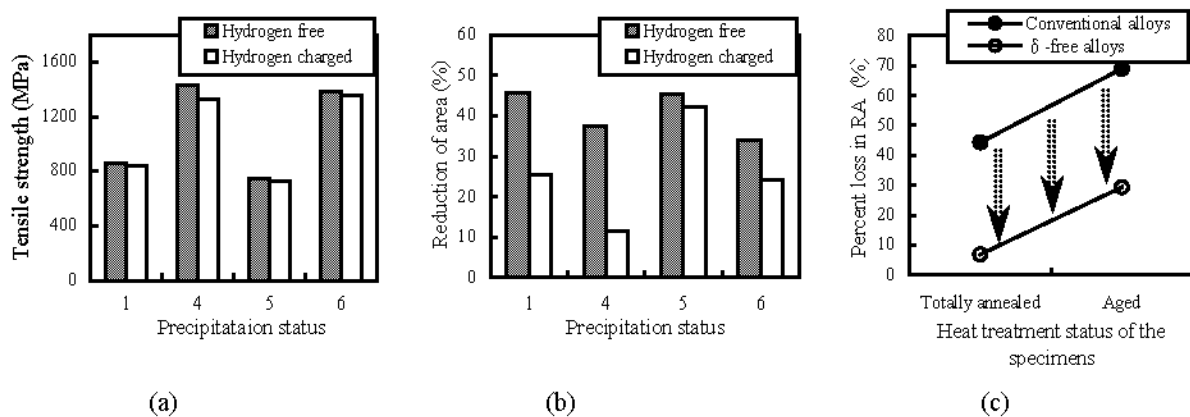 Hydrogen free
Hydrogen charged
Tensile strength (MPa)
1600
1200
800
400
0
1 4 5 6
Precipitataion status
(a)
Hydrogen free
Hydrogen charged
Reduction of area (%)
60
50
40
30
20
10
0
1 4 5 6
Precipitation status
(b)
Conventional alloys
δ -free alloys
Percent loss in RA (%)
80
70
60
50
40
30
20
10
0
Totally annealed Aged
Heat treatment status of the
specimens
(c)